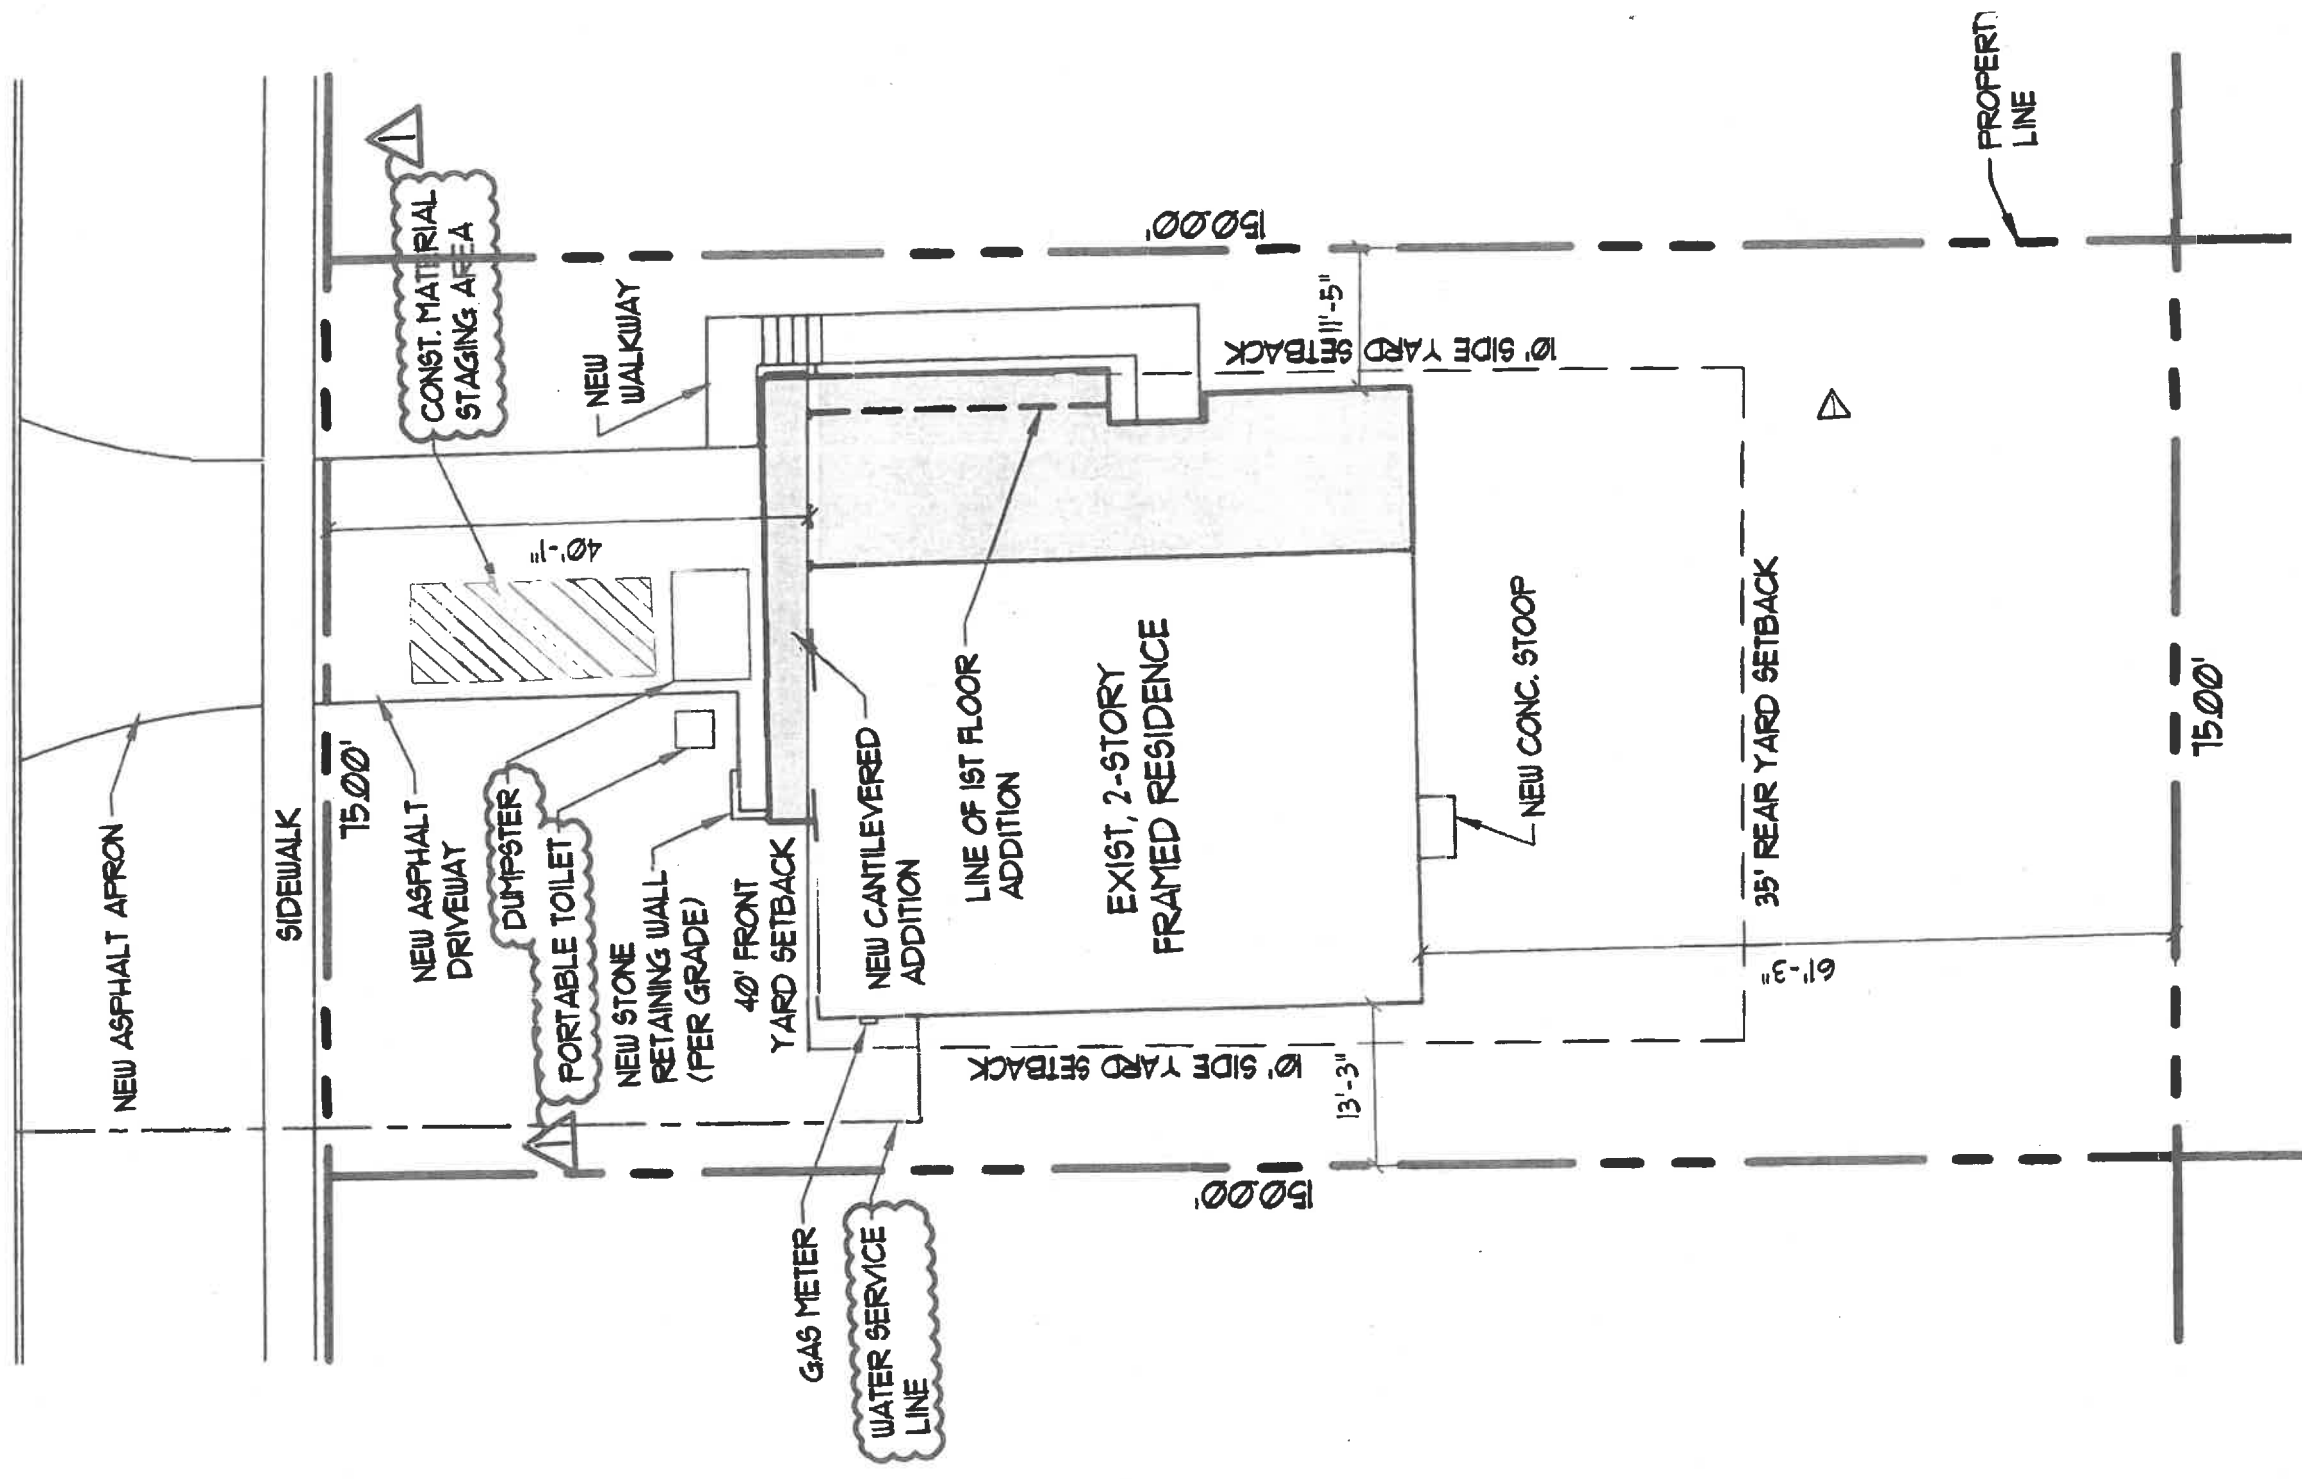 NEW ASPHALT APRON
SIDEWALK
75.00'
NEW ASPHALT
DRIVEWAY
DUMPSTER
PORTABLE TOILET
NEW STONE
RETAINING WALL
(PER GRADE)
40' FRONT
YARD SETBACK
GAS METER
WATER SERVICE
LINE
NEW CANTILEVERED
ADDITION
LINE OF 1ST FLOOR
ADDITION
EXIST, 2-STORY
FRAMED RESIDENCE
CONST. MATERIAL
STAGING AREA
1
1
NEW
WALKWAY
40'-1"
150.00'
11'-5"
10' SIDE YARD SETBACK
10' SIDE YARD SETBACK
13'-3"
150.00'
NEW CONC. STOOP
35' REAR YARD SETBACK
61'-3"
1
PROPERTY
LINE
75.00'